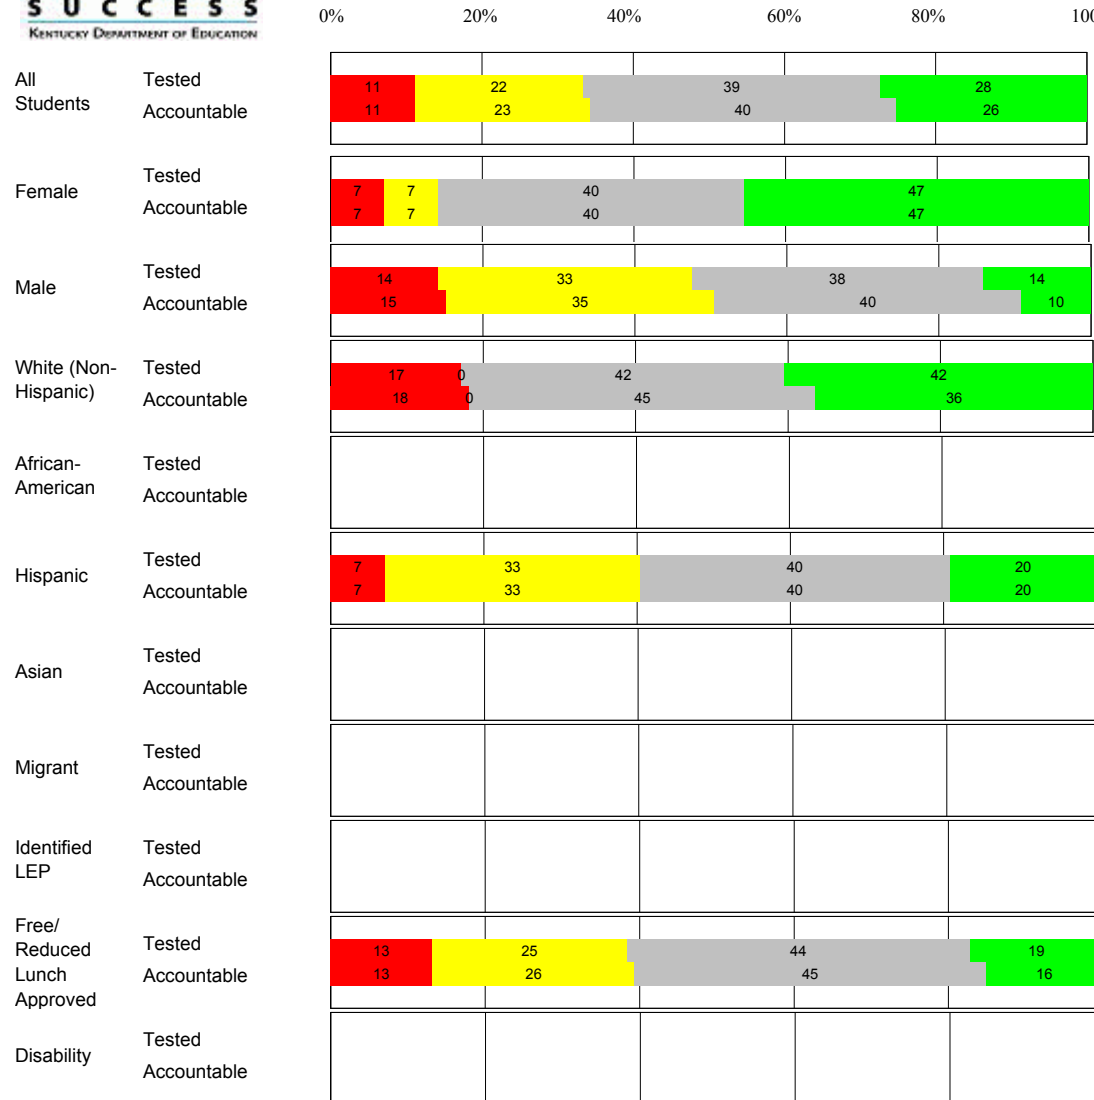 S U C C E S S
KENTUCKY DEPARTMENT OF EDUCATION
0% 20% 40% 60% 80% 100
All
Students
Tested
11 22 39 28
Accountable
11 23 40 26
Female
Tested
7 7 40 47
Accountable
7 7 40 47
Male
Tested
14 33 38 14
Accountable
15 35 40 10
White (Non-
Hispanic)
Tested
17 0 42 42
Accountable
18 0 45 36
African-
American
Tested
Accountable
Hispanic
Tested
7 33 40 20
Accountable
7 33 40 20
Asian
Tested
Accountable
Migrant
Tested
Accountable
Identified
LEP
Tested
Accountable
Free/
Reduced
Lunch
Approved
Tested
13 25 44 19
Accountable
13 26 45 16
Disability
Tested
Accountable